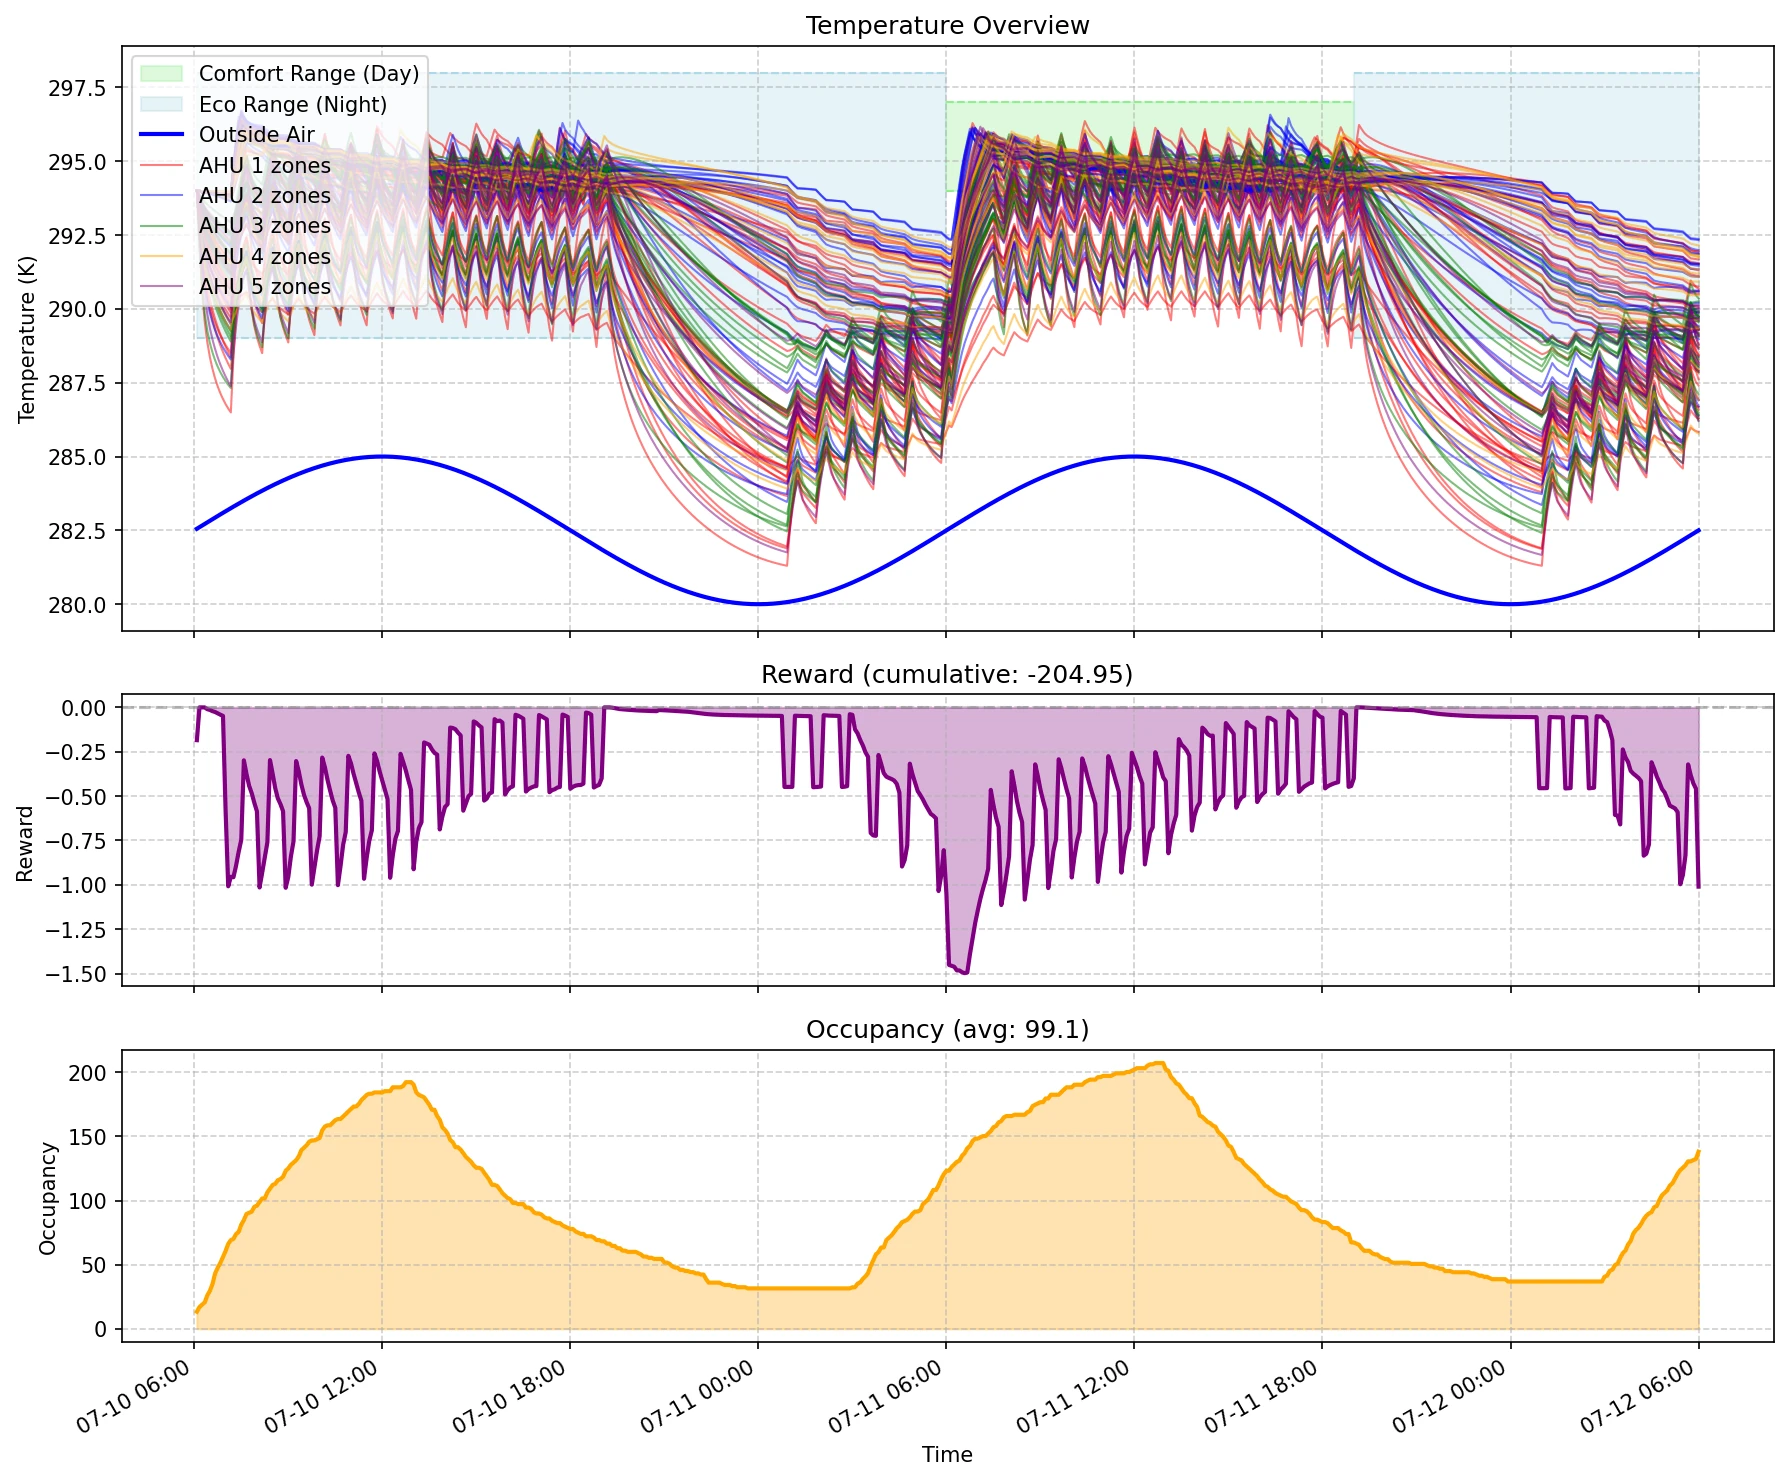 Temperature Overview
Comfort Range (Day)
Eco Range (Night)
Outside Air
AHU 1 zones
AHU 2 zones
AHU 3 zones
AHU 4 zones
AHU 5 zones
Temperature (K)
297.5
295.0
292.5
290.0
287.5
285.0
282.5
280.0
Reward (cumulative: -204.95)
Reward
0.00
−0.25
−0.50
−0.75
−1.00
−1.25
−1.50
Occupancy (avg: 99.1)
Occupancy
200
150
100
50
0
07-10 06:00
07-10 12:00
07-10 18:00
07-11 00:00
07-11 06:00
07-11 12:00
07-11 18:00
07-12 00:00
07-12 06:00
Time